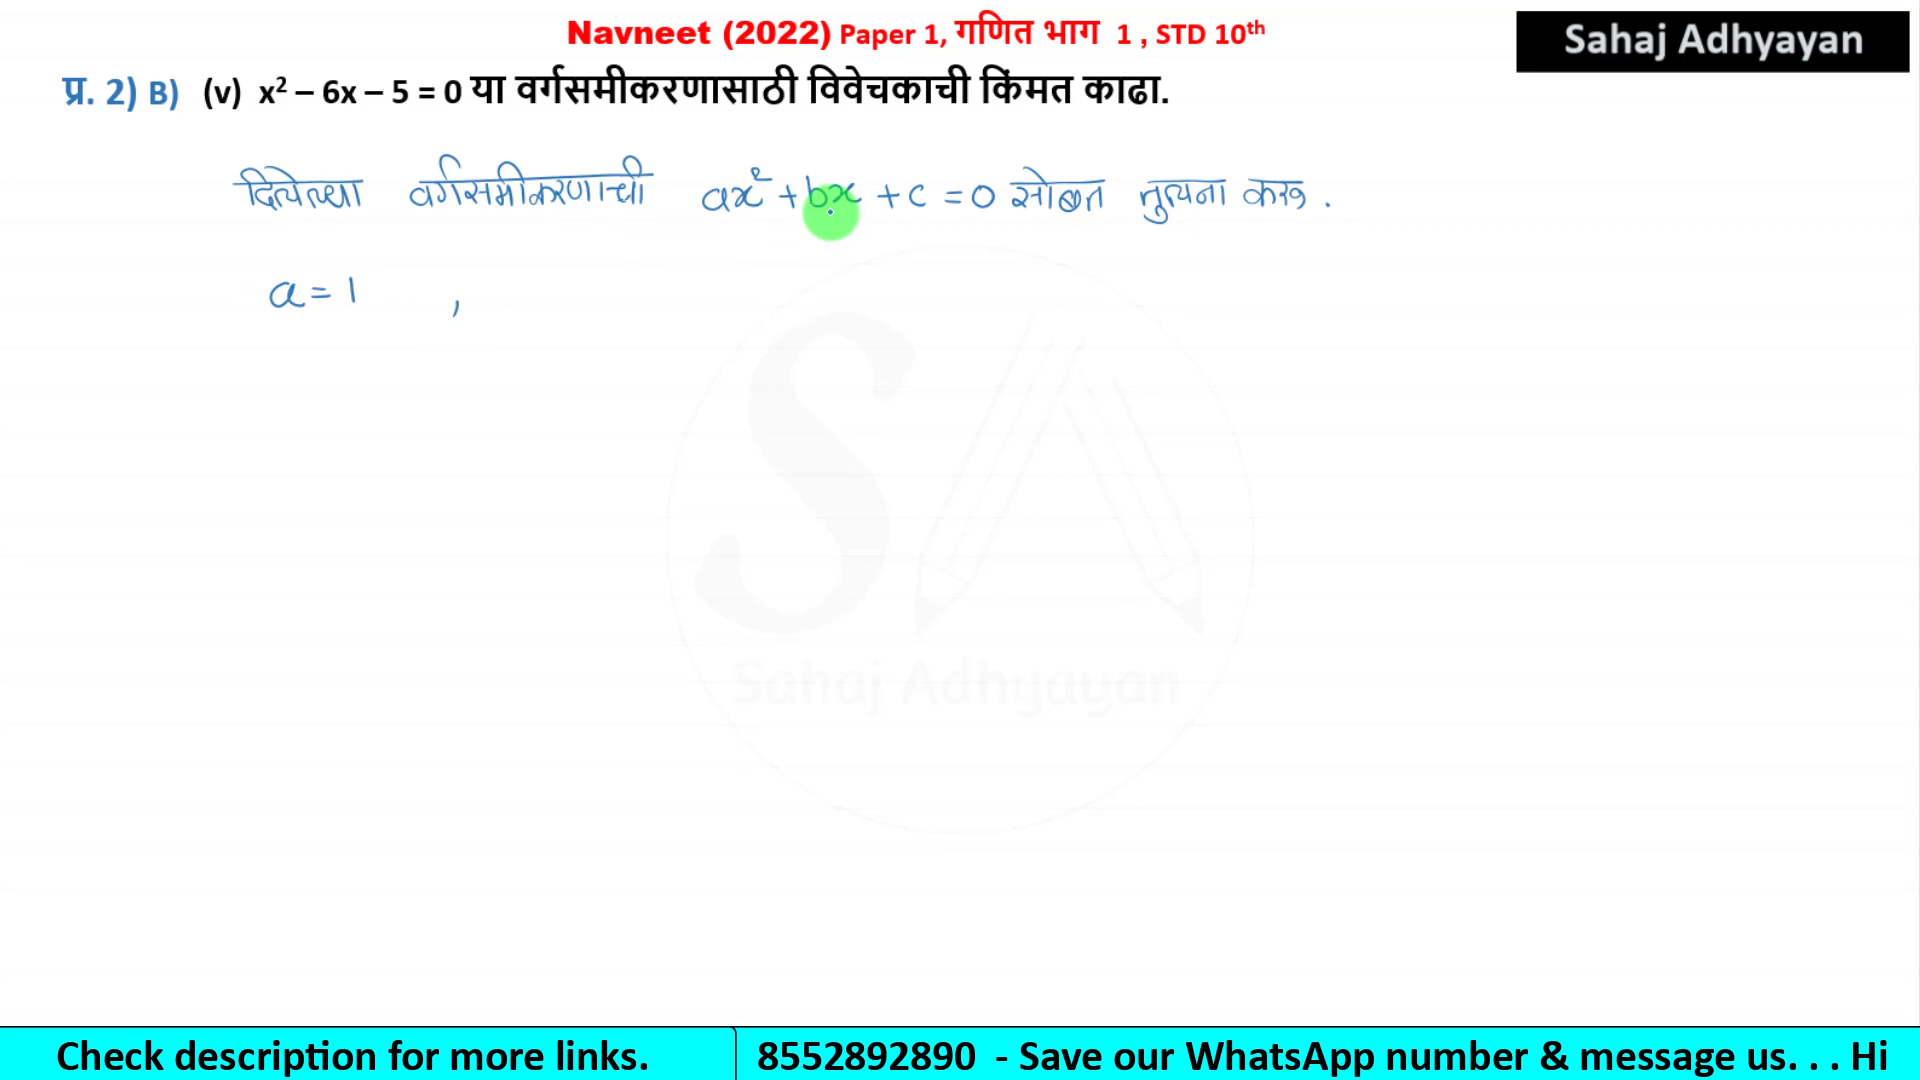 Navneet (2022) Paper 1, गणित भाग 1 , STD 10th
Sahaj Adhyayan
प्र. 2) B) (v) x² – 6x – 5 = 0 या वर्गसमीकरणासाठी विवेचकाची किंमत काढा.
दिलेल्या वर्गसमीकरणाची ax² + bx + c = 0 सोबत तुलना करू .
a = 1 ,
Sahaj Adhyayan
Check description for more links.
8552892890 - Save our WhatsApp number & message us. . . Hi